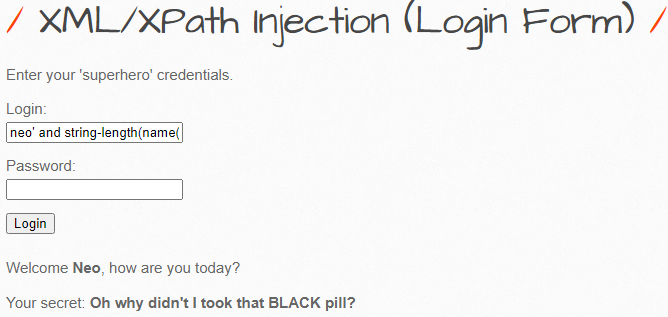 / XML/XPath Injection (Login Form) /
Enter your 'superhero' credentials.
Login:
neo' and string-length(name(
Password:
Login
Welcome Neo, how are you today?
Your secret: Oh why didn't I took that BLACK pill?